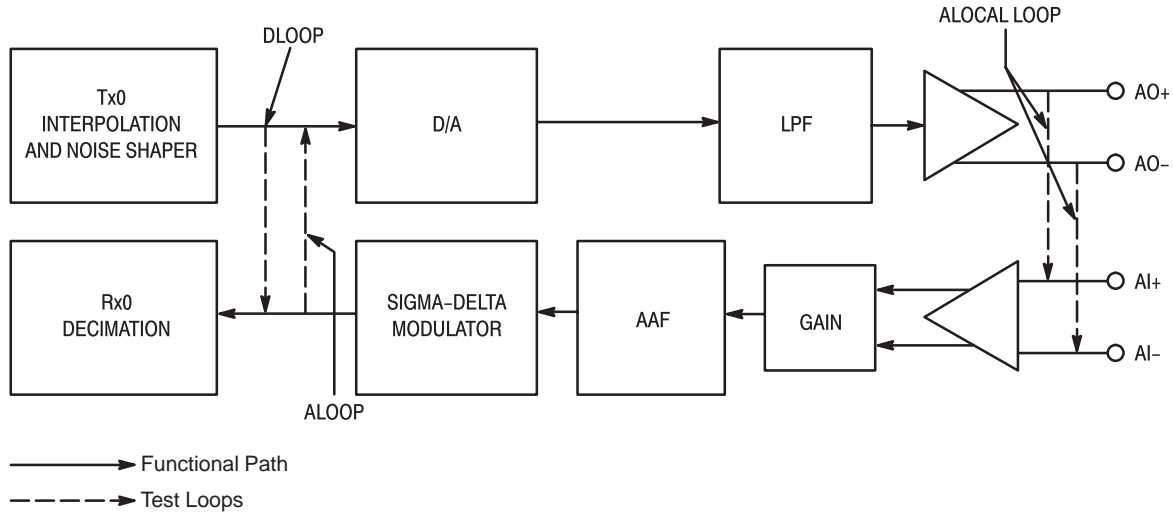 ALOCAL LOOP
DLOOP
Tx0
INTERPOLATION
AND NOISE SHAPER
D/A
LPF
AO+
AO–
Rx0
DECIMATION
SIGMA–DELTA
MODULATOR
AAF
GAIN
AI+
AI–
ALOOP
Functional Path
Test Loops